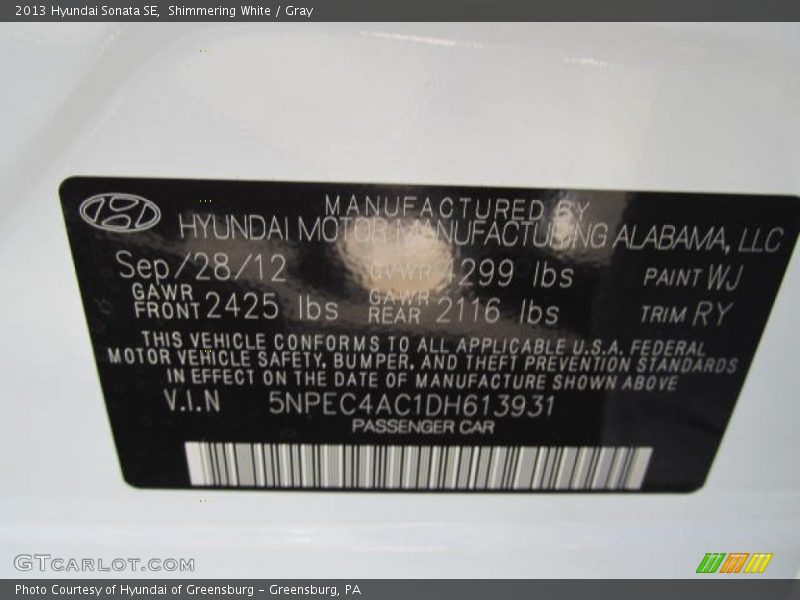 2013 Hyundai Sonata SE, Shimmering White / Gray
MANUFACTURED BY
HYUNDAI MOTOR MANUFACTURING ALABAMA, LLC
Sep/28/12 GVWR 4299 lbs PAINT WJ
GAWR FRONT 2425 lbs GAWR REAR 2116 lbs TRIM RY
THIS VEHICLE CONFORMS TO ALL APPLICABLE U.S.A. FEDERAL
MOTOR VEHICLE SAFETY, BUMPER, AND THEFT PREVENTION STANDARDS
IN EFFECT ON THE DATE OF MANUFACTURE SHOWN ABOVE
V.I.N 5NPEC4AC1DH613931
PASSENGER CAR
GTCARLOT.COM
Photo Courtesy of Hyundai of Greensburg - Greensburg, PA